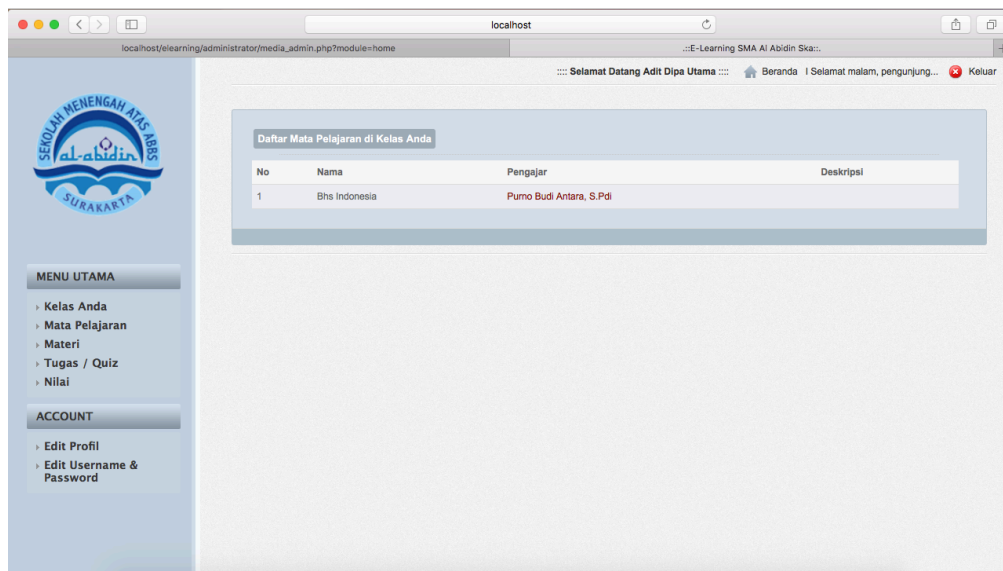 localhost
localhost/elearning/administrator/media_admin.php?module=home
.::E-Learning SMA Al Abidin Ska::.
:::: Selamat Datang Adit Dipa Utama :::: Beranda I Selamat malam, pengunjung... Keluar
SEKOLAH MENENGAH ATAS ABBS
al-abidin
SURAKARTA
Daftar Mata Pelajaran di Kelas Anda
No Nama Pengajar Deskripsi
1 Bhs Indonesia Purno Budi Antara, S.Pdi
MENU UTAMA
Kelas Anda
Mata Pelajaran
Materi
Tugas / Quiz
Nilai
ACCOUNT
Edit Profil
Edit Username &
Password